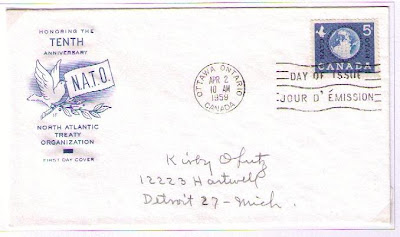 HONORING THE
TENTH
ANNIVERSARY
N.A.T.O.
NORTH ATLANTIC
TREATY
ORGANIZATION
FIRST DAY COVER
OTTAWA ONTARIO
APR 2
10 AM
1959
CANADA
5
CANADA
DAY OF ISSUE
JOUR D'ÉMISSION
Kirby
12223 Hartwell
Detroit 27 - Mich.